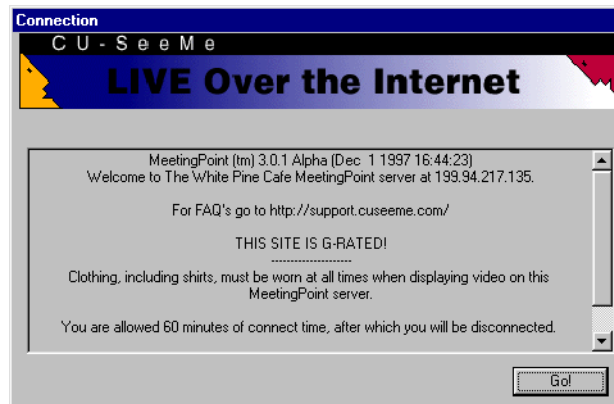 Connection
CU-SeeMe
LIVE Over the Internet
MeetingPoint (tm) 3.0.1 Alpha (Dec  1 1997 16:44:23)
Welcome to The White Pine Cafe MeetingPoint server at 199.94.217.135.
For FAQ's go to http://support.cuseeme.com/
THIS SITE IS G-RATED!
--------------------
Clothing, including shirts, must be worn at all times when displaying video on this
MeetingPoint server.
You are allowed 60 minutes of connect time, after which you will be disconnected.
Go!